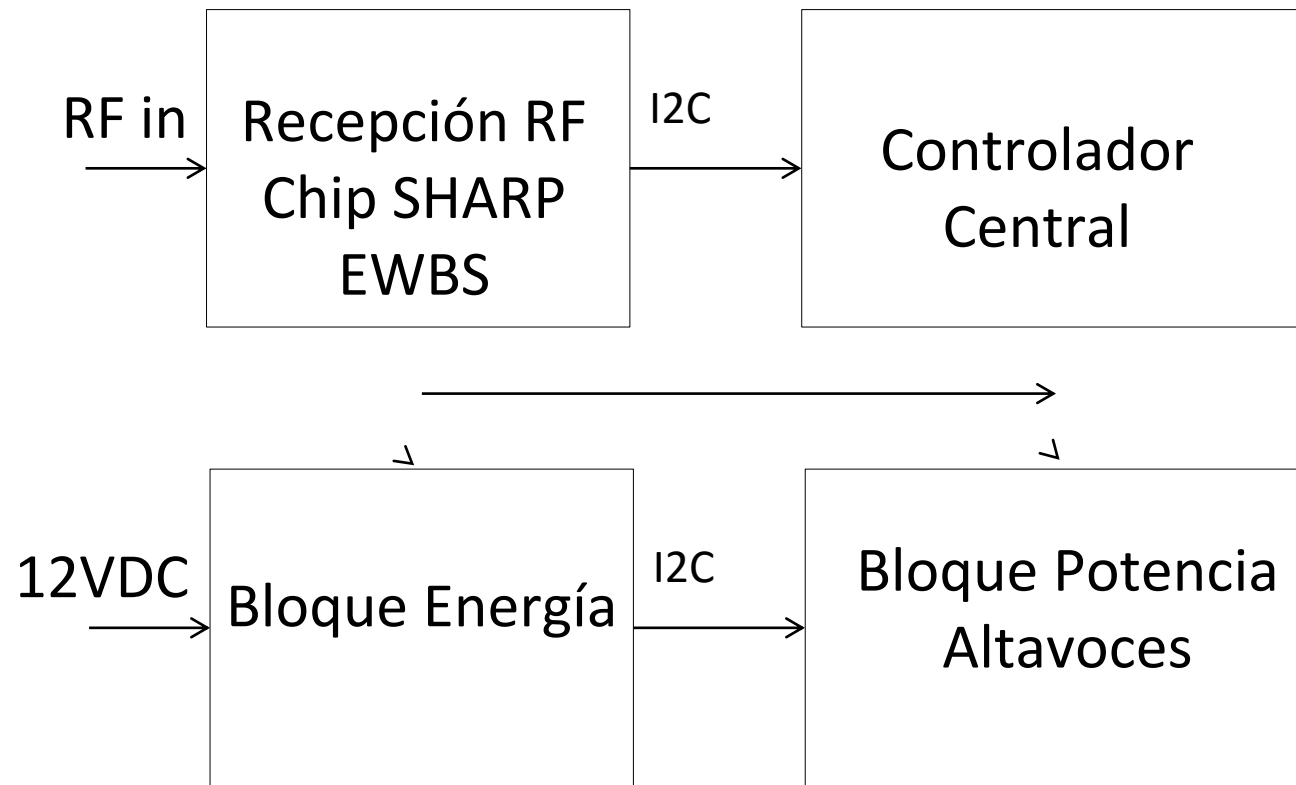 RF in
Recepción RF
Chip SHARP
EWBS
I2C
Controlador
Central
12VDC
Bloque Energía
I2C
Bloque Potencia
Altavoces